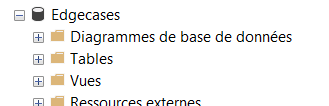 Edgecases
Diagrammes de base de données
Tables
Vues
Ressources externes